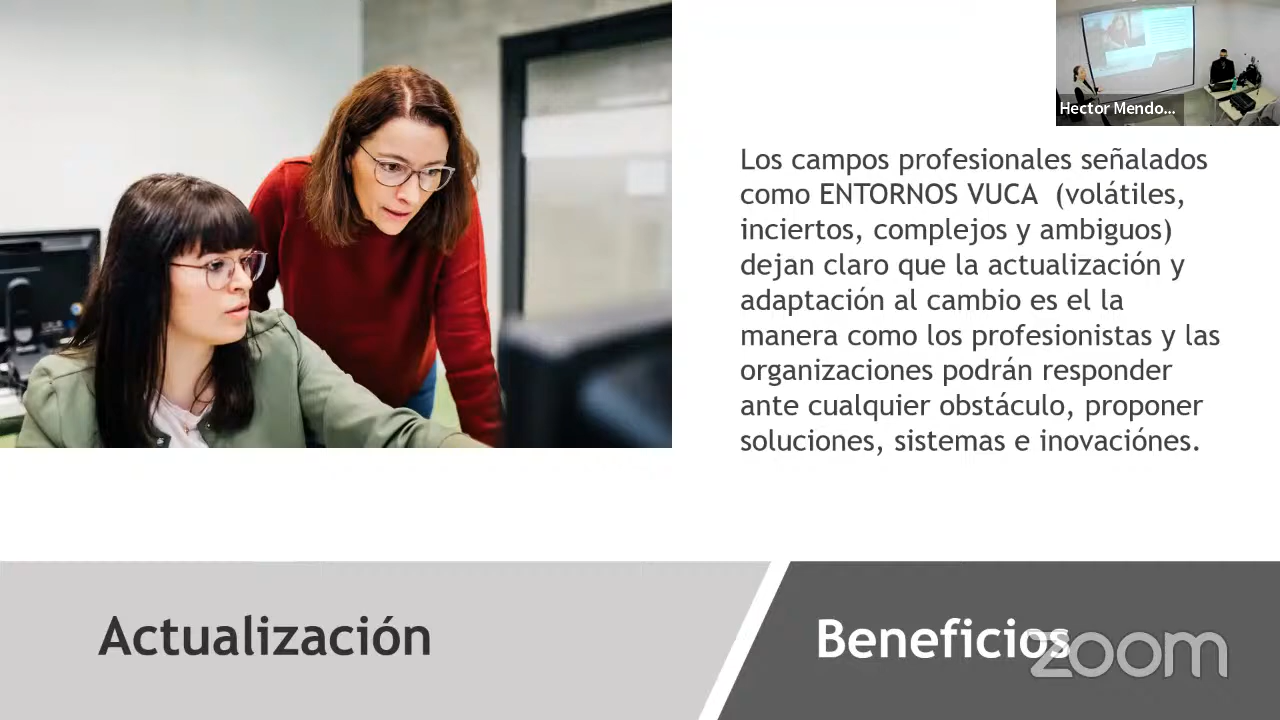 Hector Mendo...
Los campos profesionales señalados
como ENTORNOS VUCA (volátiles,
inciertos, complejos y ambiguos)
dejan claro que la actualización y
adaptación al cambio es el la
manera como los profesionistas y las
organizaciones podrán responder
ante cualquier obstáculo, proponer
soluciones, sistemas e inovaciónes.
Actualización
Beneficios
zoom